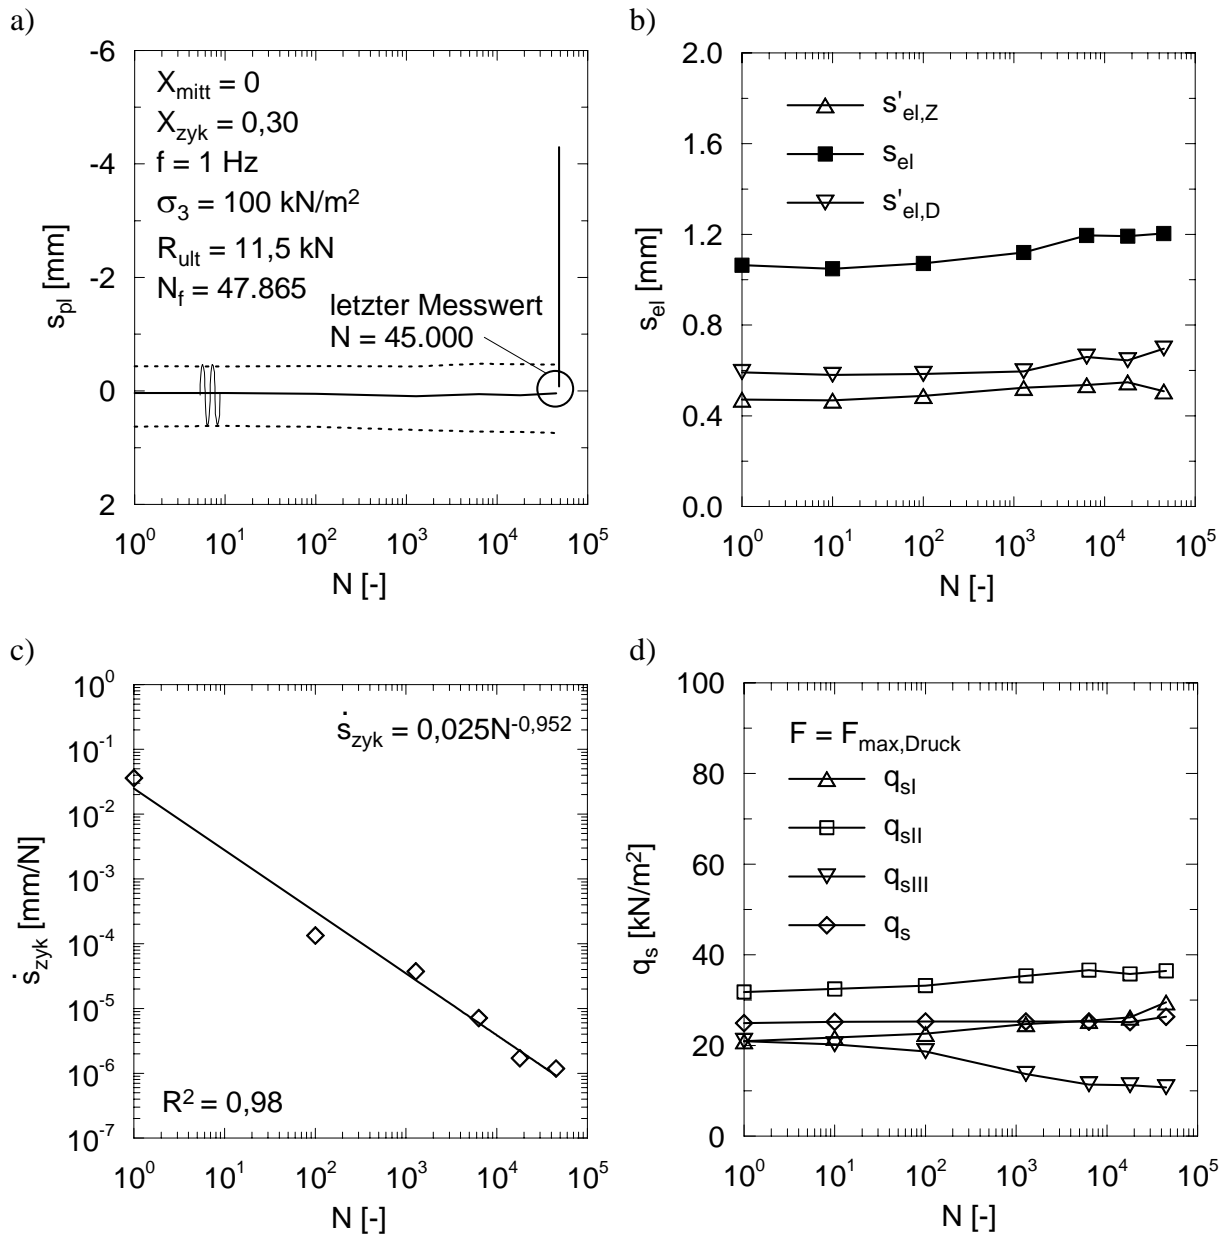 a)
-6
-4
-2
0
2
s_pl [mm]
X_mitt = 0
X_zyk = 0,30
f = 1 Hz
σ_3 = 100 kN/m²
R_ult = 11,5 kN
N_f = 47.865
letzter Messwert
N = 45.000
10^0 10^1 10^2 10^3 10^4 10^5
N [-]
b)
2.0
1.6
1.2
0.8
0.4
0.0
s_el [mm]
s'_el,Z
s_el
s'_el,D
10^0 10^1 10^2 10^3 10^4 10^5
N [-]
c)
10^0
10^-1
10^-2
10^-3
10^-4
10^-5
10^-6
10^-7
ṡ_zyk [mm/N]
ṡ_zyk = 0,025N^-0,952
R² = 0,98
10^0 10^1 10^2 10^3 10^4 10^5
N [-]
d)
100
80
60
40
20
0
q_s [kN/m²]
F = F_max,Druck
q_sI
q_sII
q_sIII
q_s
10^0 10^1 10^2 10^3 10^4 10^5
N [-]